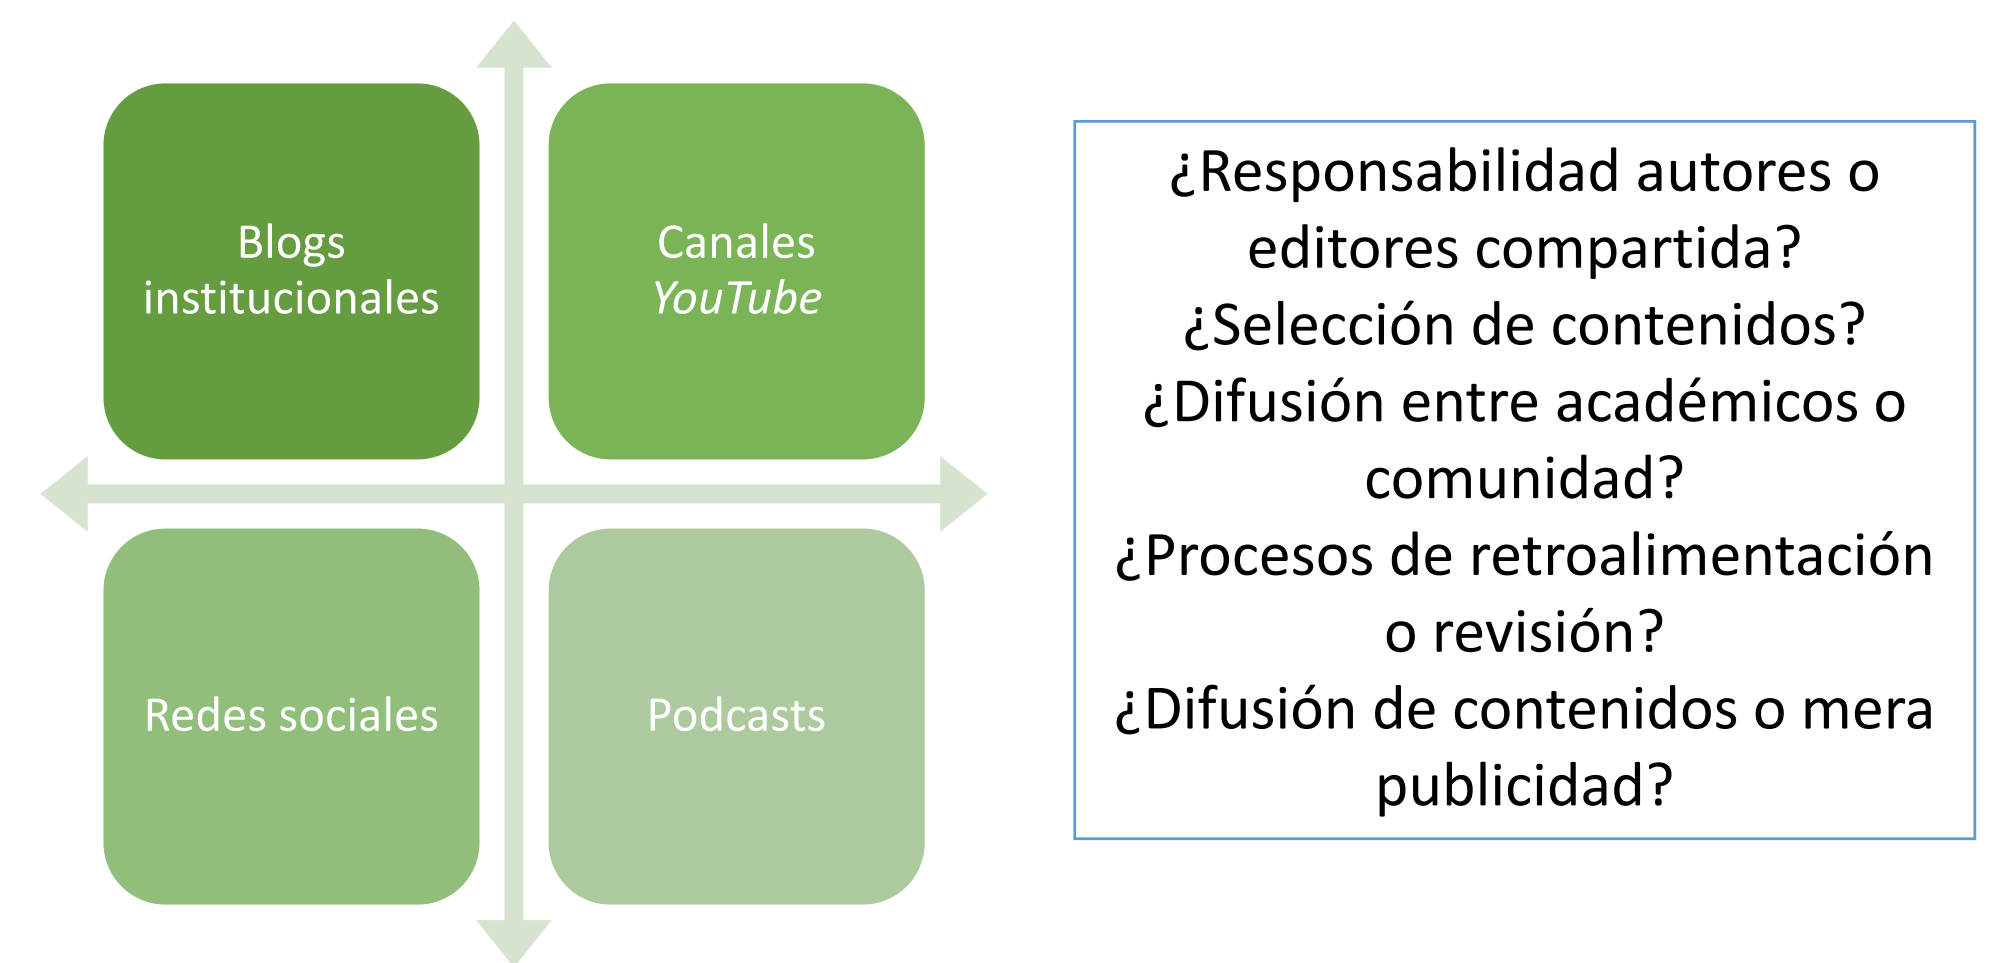 Blogs
institucionales
Canales
YouTube
Redes sociales
Podcasts
¿Responsabilidad autores o
editores compartida?
¿Selección de contenidos?
¿Difusión entre académicos o
comunidad?
¿Procesos de retroalimentación
o revisión?
¿Difusión de contenidos o mera
publicidad?